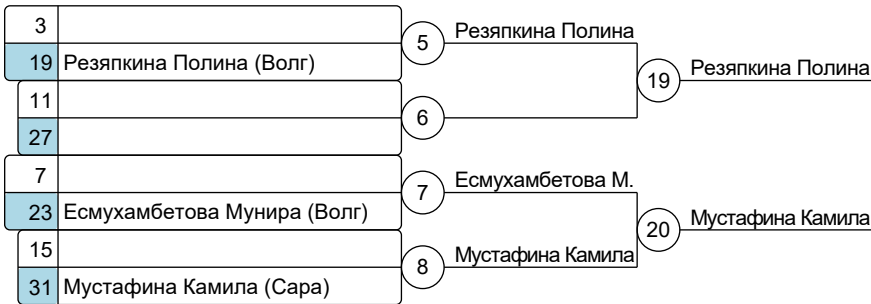 3
5
Резяпкина Полина
19 Резяпкина Полина (Волг)
19
Резяпкина Полина
11
6
27
7
7
Есмухамбетова М.
23 Есмухамбетова Мунира (Волг)
20
Мустафина Камила
15
8
Мустафина Камила
31 Мустафина Камила (Сара)